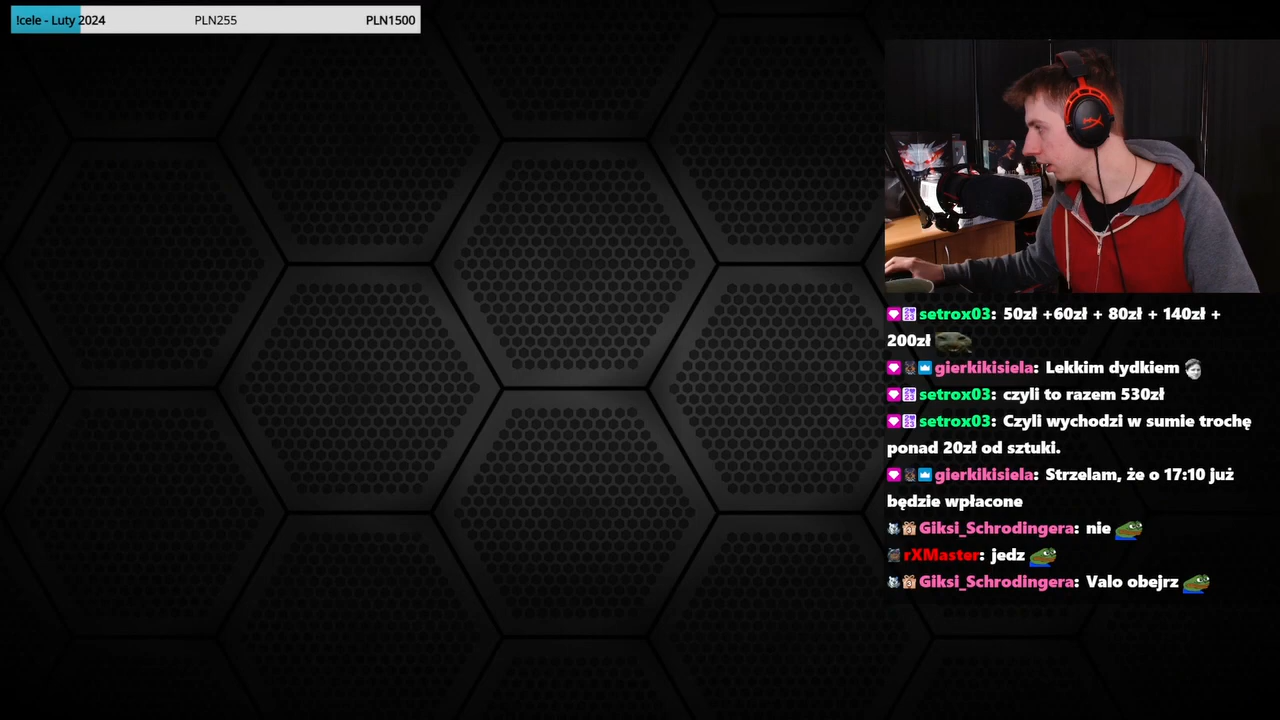 !cele - Luty 2024 PLN255 PLN1500
setrox03: 50zł +60zł + 80zł + 140zł +
200zł
gierkikisiela: Lekkim dydkiem
setrox03: czyli to razem 530zł
setrox03: Czyli wychodzi w sumie trochę
ponad 20zł od sztuki.
gierkikisiela: Strzelam, że o 17:10 już
będzie wpłacone
Giksi_Schrodingera: nie
rXMaster: jedz
Giksi_Schrodingera: Valo obejrz